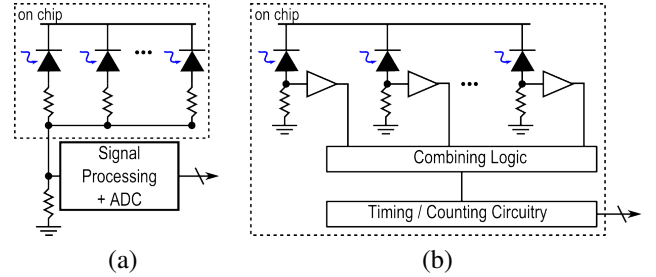 on chip
Signal
Processing
+ ADC
(a)
on chip
Combining Logic
Timing / Counting Circuitry
(b)